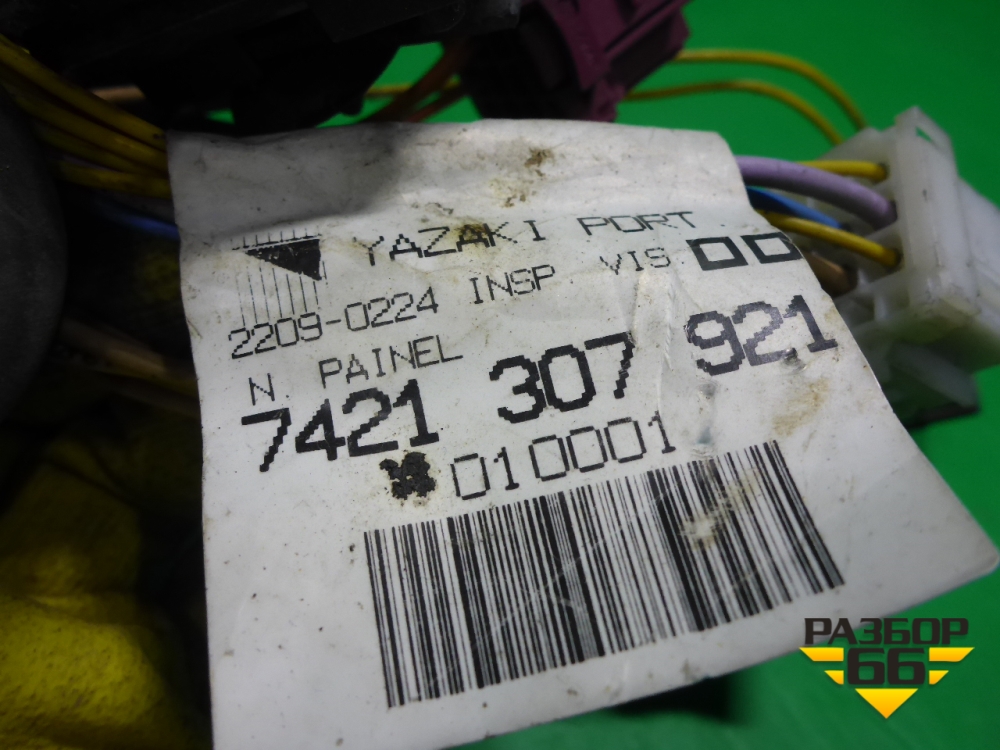 YAZAKI PORT.
2209-0224 INSP. VIS.
N. PAINEL
7421 307 921
010001
РАЗБОР
66